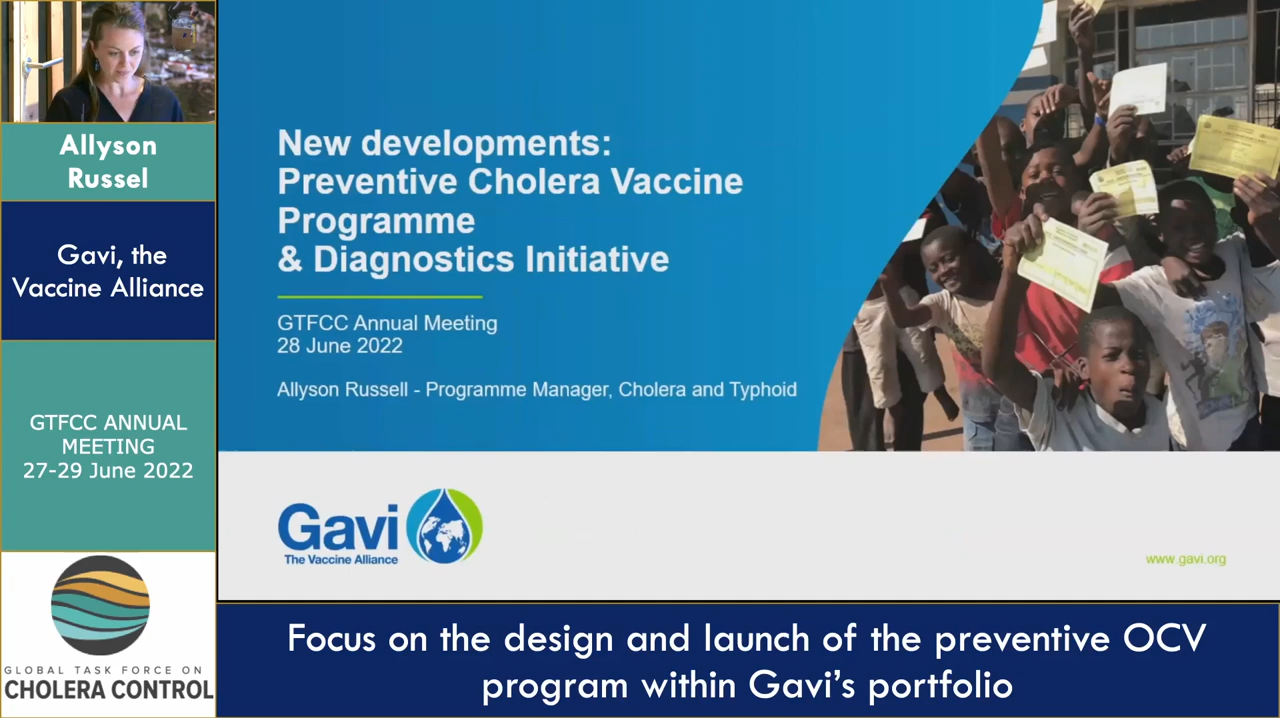 Allyson
Russel
Gavi, the
Vaccine Alliance
GTFCC ANNUAL
MEETING
27-29 June 2022
GLOBAL TASK FORCE ON
CHOLERA CONTROL
New developments:
Preventive Cholera Vaccine
Programme
& Diagnostics Initiative
GTFCC Annual Meeting
28 June 2022
Allyson Russell - Programme Manager, Cholera and Typhoid
Gavi
The Vaccine Alliance
www.gavi.org
Focus on the design and launch of the preventive OCV
program within Gavi's portfolio